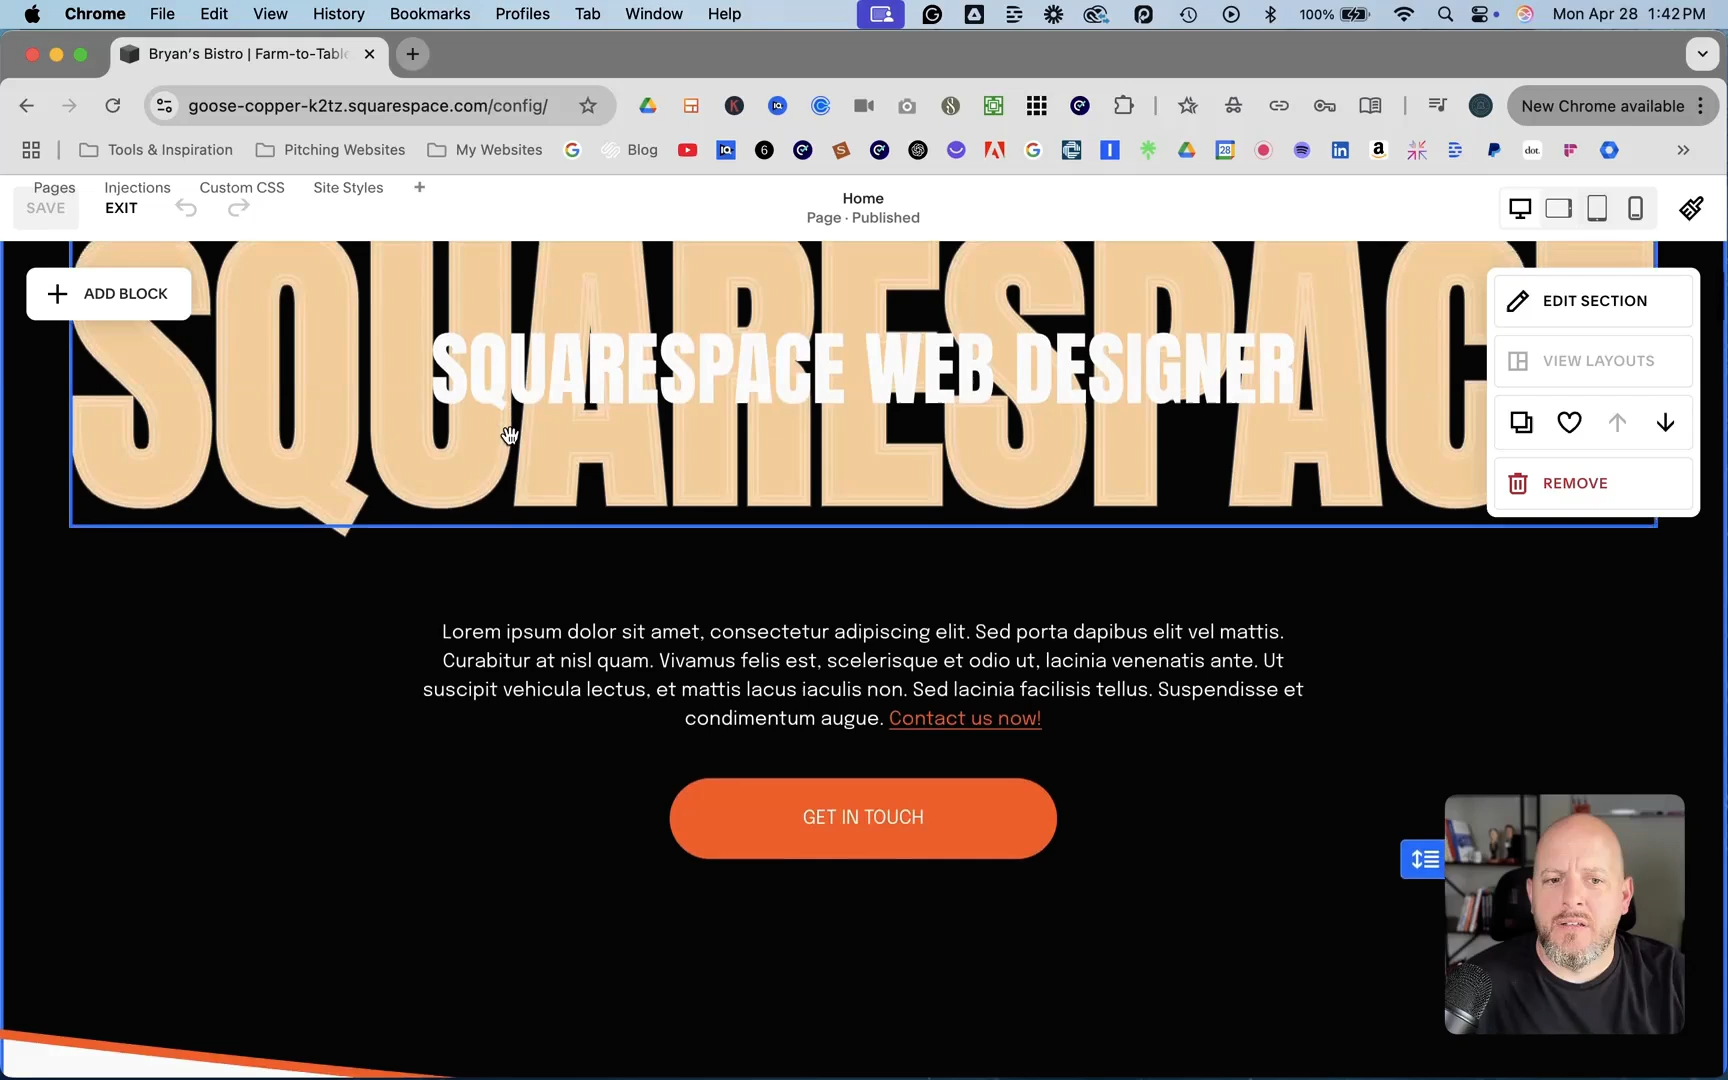 Chrome File Edit View History Bookmarks Profiles Tab Window Help 100% Mon Apr 28 1:42 PM
Bryan's Bistro | Farm-to-Table
goose-copper-k2tz.squarespace.com/config/ New Chrome available
Tools & Inspiration Pitching Websites My Websites Blog 28 dot.
Pages Injections Custom CSS Site Styles +
SAVE EXIT
Home
Page · Published
SQUARESPAC
ADD BLOCK
SQUARESPACE WEB DESIGNER
EDIT SECTION
VIEW LAYOUTS
REMOVE
Lorem ipsum dolor sit amet, consectetur adipiscing elit. Sed porta dapibus elit vel mattis.
Curabitur at nisl quam. Vivamus felis est, scelerisque et odio ut, lacinia venenatis ante. Ut
suscipit vehicula lectus, et mattis lacus iaculis non. Sed lacinia facilisis tellus. Suspendisse et
condimentum augue. Contact us now!
GET IN TOUCH